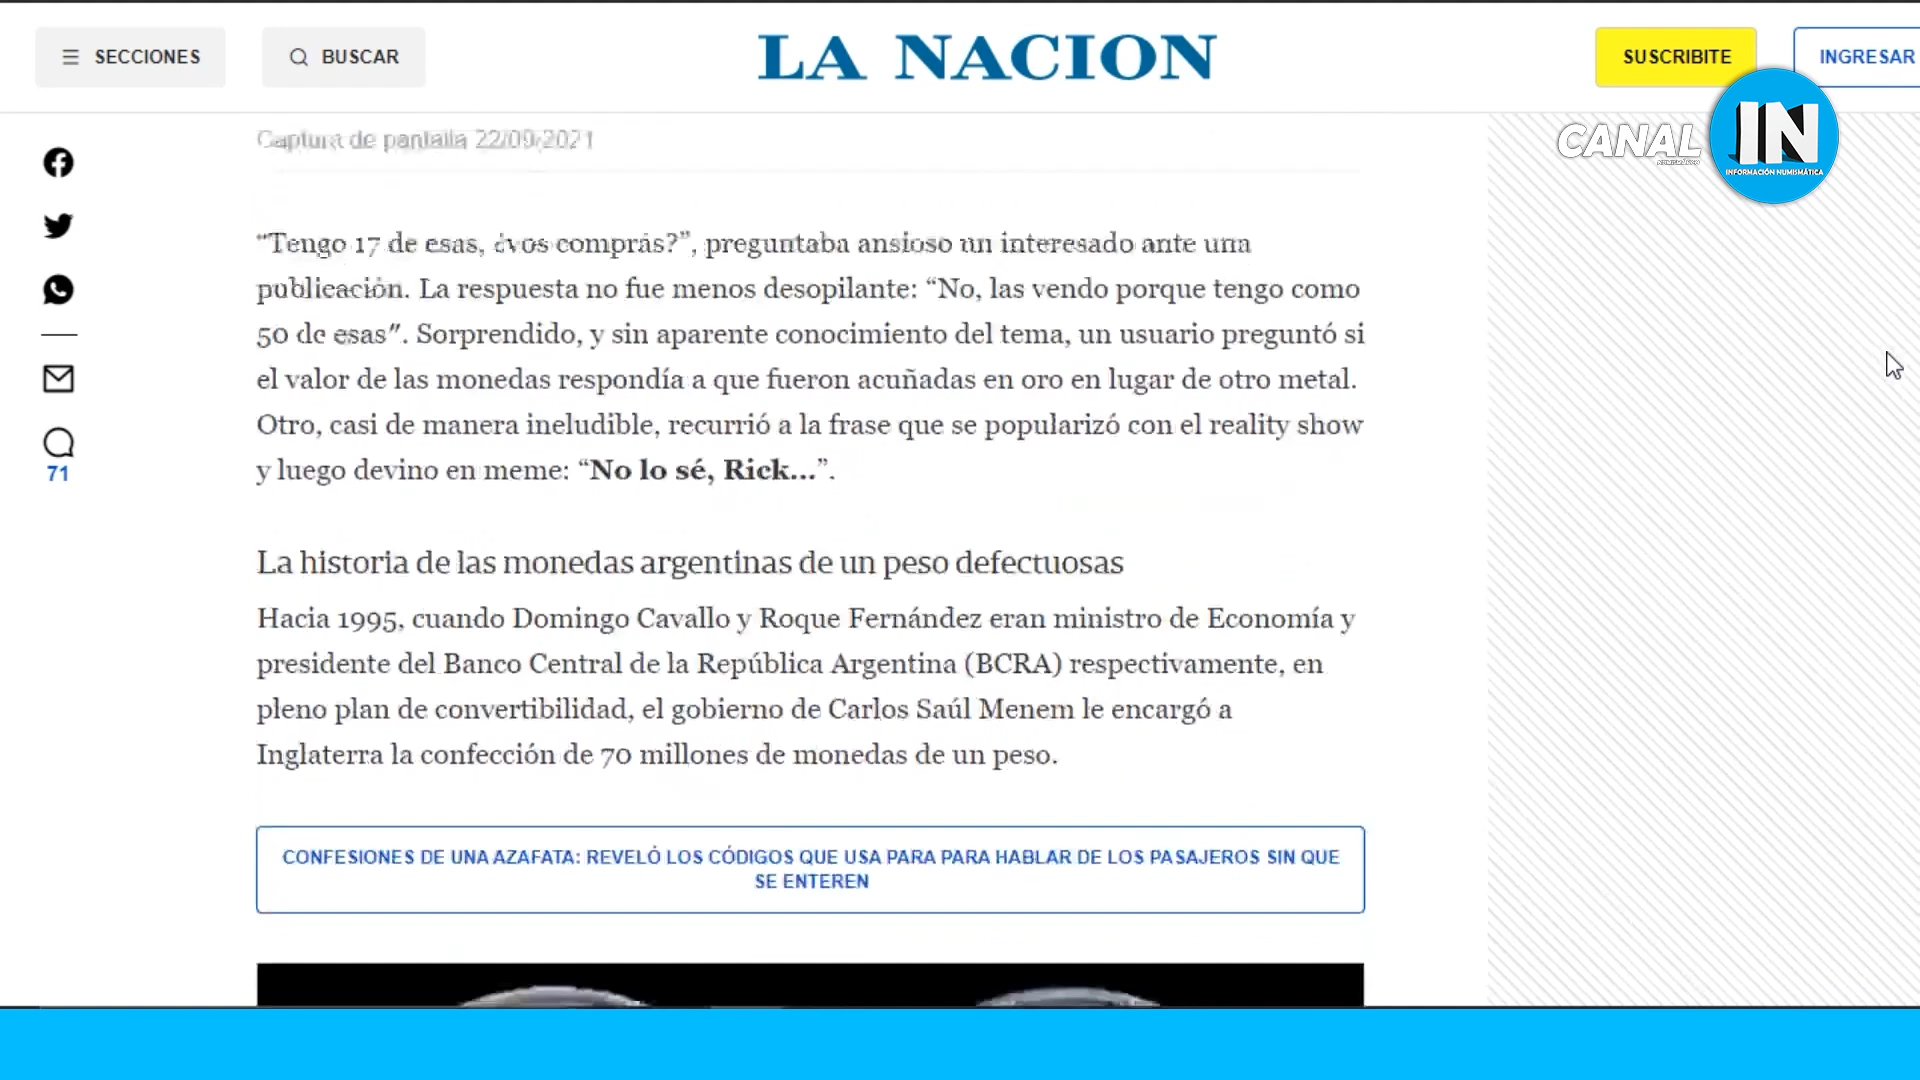 SECCIONES
BUSCAR
LA NACION
SUSCRIBITE
INGRESAR
CANAL
IN
INFORMACIÓN NUMISMÁTICA
Captura de pantalla 22/09/2021
“Tengo 17 de esas, ¿vos comprás?”, preguntaba ansioso un interesado ante una
publicación. La respuesta no fue menos desopilante: “No, las vendo porque tengo como
50 de esas”. Sorprendido, y sin aparente conocimiento del tema, un usuario preguntó si
el valor de las monedas respondía a que fueron acuñadas en oro en lugar de otro metal.
Otro, casi de manera ineludible, recurrió a la frase que se popularizó con el reality show
y luego devino en meme: “No lo sé, Rick...”.
71
La historia de las monedas argentinas de un peso defectuosas
Hacia 1995, cuando Domingo Cavallo y Roque Fernández eran ministro de Economía y
presidente del Banco Central de la República Argentina (BCRA) respectivamente, en
pleno plan de convertibilidad, el gobierno de Carlos Saúl Menem le encargó a
Inglaterra la confección de 70 millones de monedas de un peso.
CONFESIONES DE UNA AZAFATA: REVELÓ LOS CÓDIGOS QUE USA PARA PARA HABLAR DE LOS PASAJEROS SIN QUE
SE ENTEREN